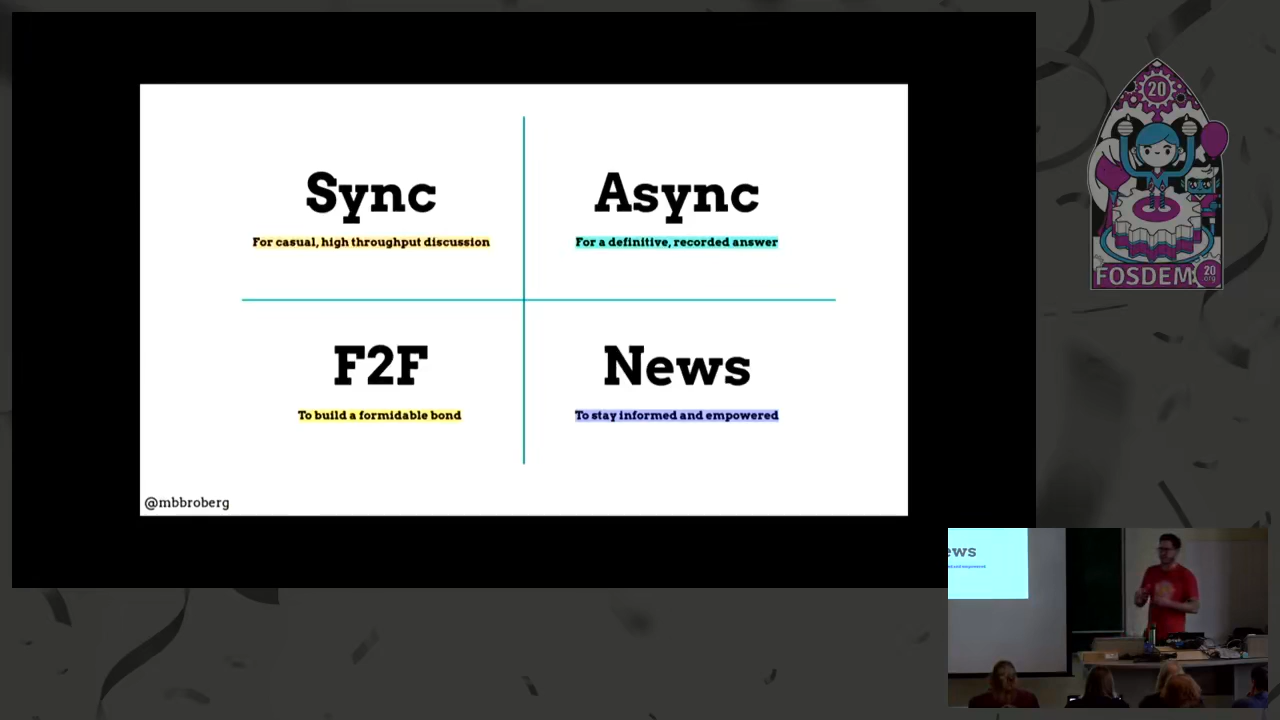 Sync
For casual, high throughput discussion
Async
For a definitive, recorded answer
F2F
To build a formidable bond
News
To stay informed and empowered
@mbbroberg
20
FOSDEM
20
.org
ews